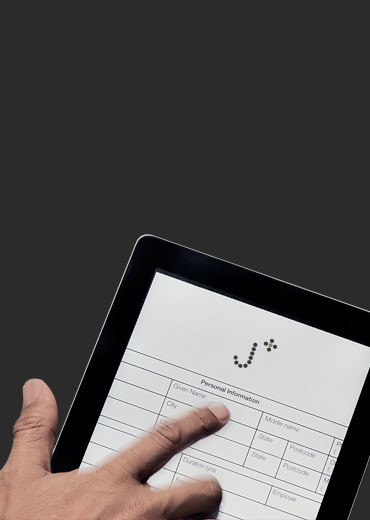 J+
Personal information
Given Name
Middle name
City
State
Postcode
State
Postcode
Duration (yrs)
Employer